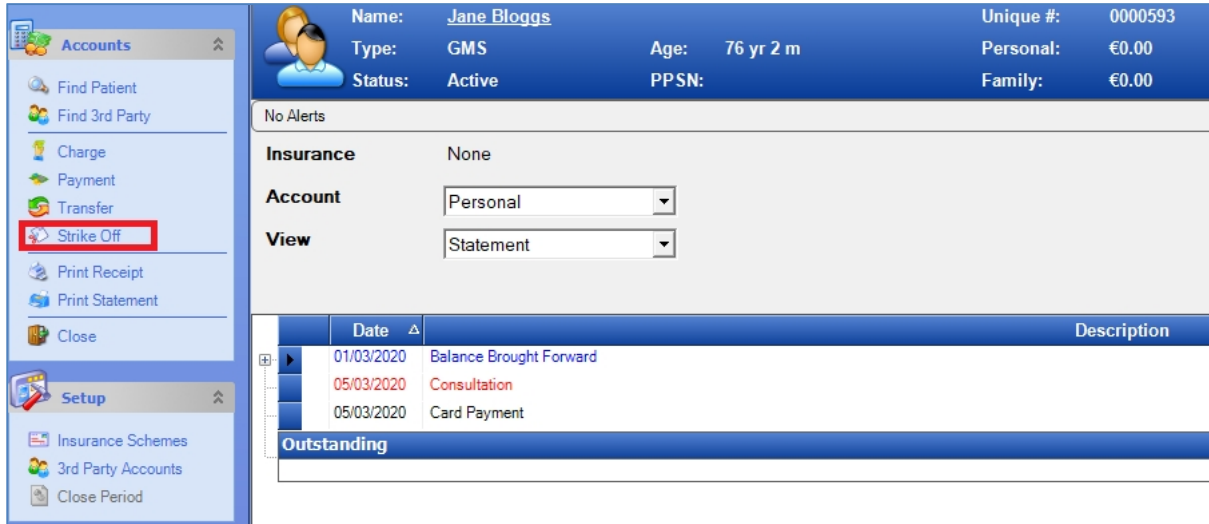 Accounts
Find Patient
Find 3rd Party
Charge
Payment
Transfer
Strike Off
Print Receipt
Print Statement
Close
Setup
Insurance Schemes
3rd Party Accounts
Close Period
Name: Jane Bloggs Unique #: 0000593
Type: GMS Age: 76 yr 2 m Personal: €0.00
Status: Active PPSN: Family: €0.00
No Alerts
Insurance None
Account Personal
View Statement
Date Description
01/03/2020 Balance Brought Forward
05/03/2020 Consultation
05/03/2020 Card Payment
Outstanding